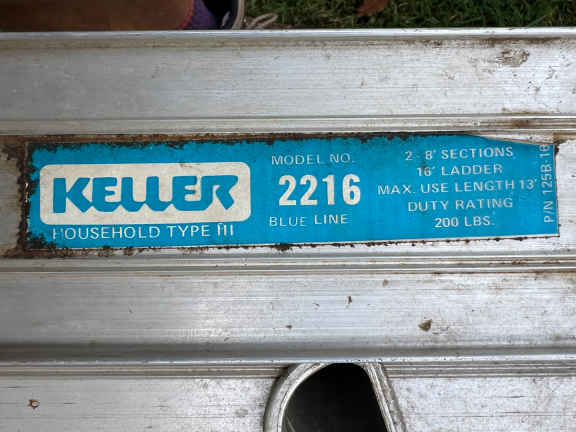 KELLER
HOUSEHOLD TYPE III
MODEL NO.
2216
BLUE LINE
2 - 8' SECTIONS
16' LADDER
MAX. USE LENGTH 13'
DUTY RATING
200 LBS.
P/N 125B.16